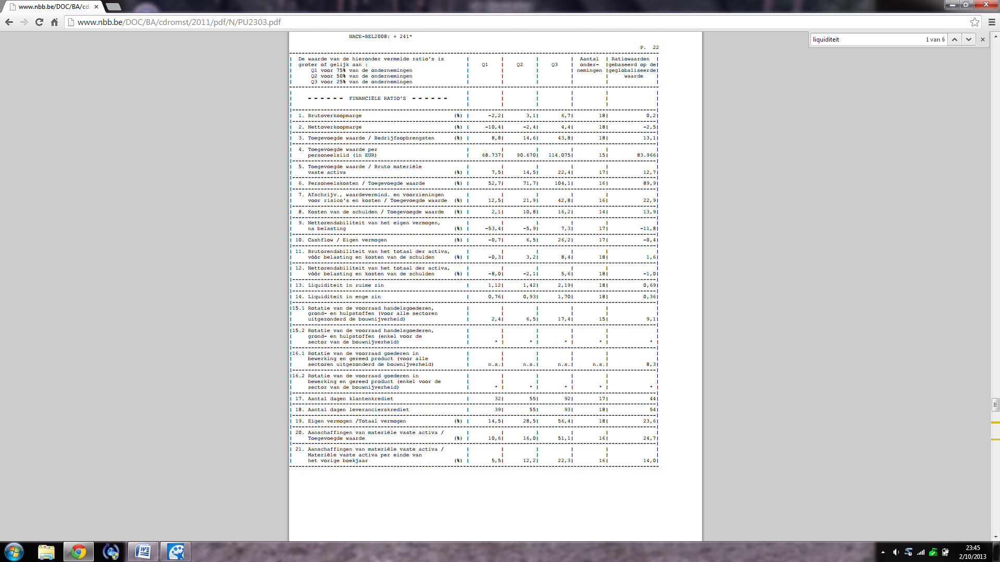 www.nbb.be/DOC/BA/cd
www.nbb.be/DOC/BA/cdromst/2011/pdf/N/PU2303.pdf
liquiditeit 1 van 6
NACE-BEL2008: + 241*
P. 22
De waarde van de hieronder vermelde ratio's is | | | | Aantal | Ratiowaarden
groter of gelijk aan : | Q1 | Q2 | Q3 | onder- | gebaseerd op de
Q1 voor 75% van de ondernemingen | | | | nemingen | geglobaliseerde
Q2 voor 50% van de ondernemingen | | | | | waarde
Q3 voor 25% van de ondernemingen
------ FINANCIËLE RATIO'S ------
1. Brutoverkoopmarge (%) | -2,2| 3,1| 6,7| 18| 0,2|
2. Nettoverkoopmarge (%) | -10,4| -2,4| 4,4| 18| -2,5|
3. Toegevoegde waarde / Bedrijfsopbrengsten (%) | 8,8| 14,6| 43,8| 18| 13,1|
4. Toegevoegde waarde per
personeelslid (in EUR) | 68.737| 90.670| 114.075| 15| 83.966|
5. Toegevoegde waarde / Bruto materiële
vaste activa (%) | 7,5| 14,5| 22,4| 17| 12,7|
6. Personeelskosten / Toegevoegde waarde (%) | 52,7| 71,7| 104,1| 16| 89,9|
7. Afschrijv., waardevermind. en voorzieningen
voor risico's en kosten / Toegevoegde waarde (%) | 12,5| 21,9| 42,8| 16| 22,9|
8. Kosten van de schulden / Toegevoegde waarde (%) | 2,1| 10,8| 16,2| 14| 13,9|
9. Nettorendabiliteit van het eigen vermogen,
na belasting (%) | -53,4| -5,9| 7,3| 17| -11,8|
10. Cashflow / Eigen vermogen (%) | -0,7| 6,5| 26,2| 17| -0,4|
11. Brutorendabiliteit van het totaal der activa,
vóór belasting en kosten van de schulden (%) | -0,3| 3,2| 8,4| 18| 1,6|
12. Nettorendabiliteit van het totaal der activa,
vóór belasting en kosten van de schulden (%) | -8,0| -2,1| 5,6| 18| -1,0|
13. Liquiditeit in ruime zin | 1,12| 1,42| 2,19| 18| 0,69|
14. Liquiditeit in enge zin | 0,76| 0,93| 1,70| 18| 0,36|
15.1 Rotatie van de voorraad handelsgoederen,
grond- en hulpstoffen (voor alle sectoren
uitgezonderd de bouwnijverheid) | 2,4| 6,5| 17,4| 15| 9,1|
15.2 Rotatie van de voorraad handelsgoederen,
grond- en hulpstoffen (enkel voor de
sector van de bouwnijverheid) | * | * | * | * | * |
16.1 Rotatie van de voorraad goederen in
bewerking en gereed product (voor alle
sectoren uitgezonderd de bouwnijverheid) | n.s.| n.s.| n.s.| n.s.| 8,3|
16.2 Rotatie van de voorraad goederen in
bewerking en gereed product (enkel voor de
sector van de bouwnijverheid) | * | * | * | * | * |
17. Aantal dagen klantenkrediet | 32| 55| 92| 17| 44|
18. Aantal dagen leverancierskrediet | 39| 55| 93| 18| 54|
19. Eigen vermogen /Totaal vermogen (%) | 14,5| 28,5| 56,4| 18| 23,6|
20. Aanschaffingen van materiële vaste activa /
Toegevoegde waarde (%) | 10,6| 16,0| 51,1| 16| 24,7|
21. Aanschaffingen van materiële vaste activa /
Materiële vaste activa per einde van
het vorige boekjaar (%) | 5,5| 12,2| 22,3| 16| 14,0|
23:45
2/10/2013